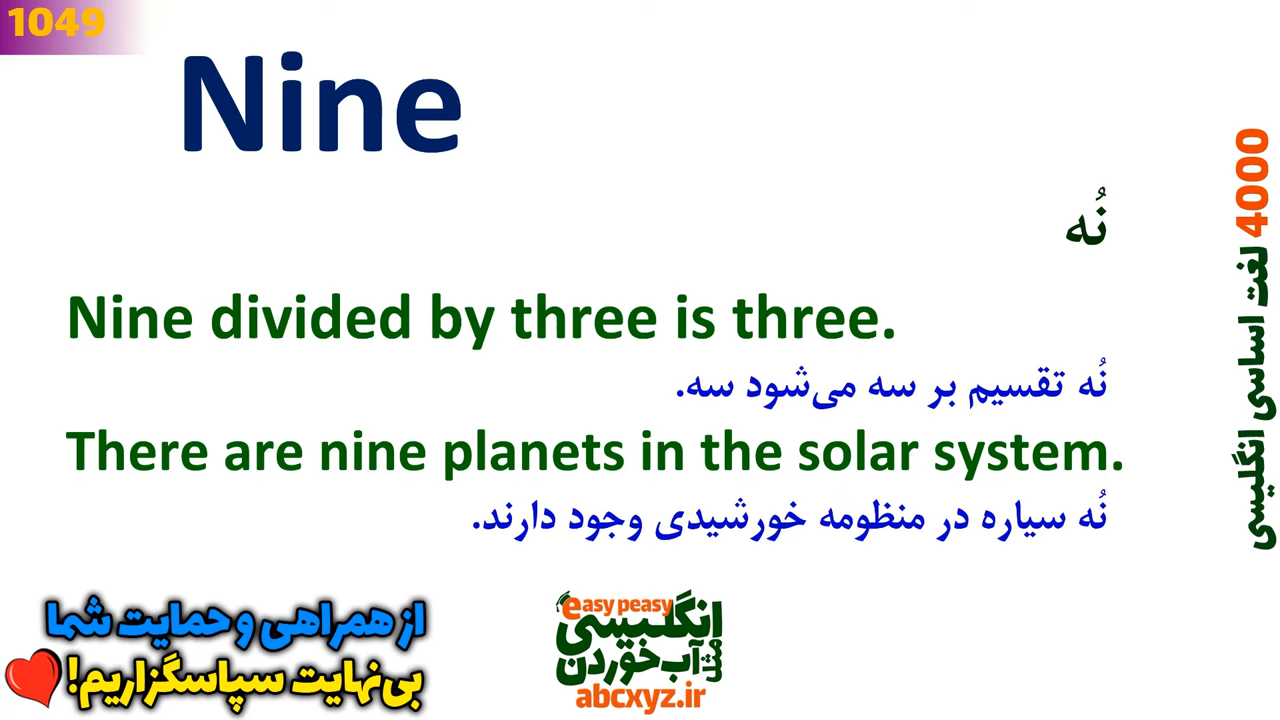 1049
Nine
نُه
Nine divided by three is three.
نُه تقسیم بر سه می‌شود سه.
There are nine planets in the solar system.
نُه سیاره در منظومه خورشیدی وجود دارند.
4000 لغت اساسی انگلیسی
از همراهی و حمایت شما
بی‌نهایت سپاسگزاریم!
easy peasy
انگلیسی
مثل آب خوردن
abcxyz.ir